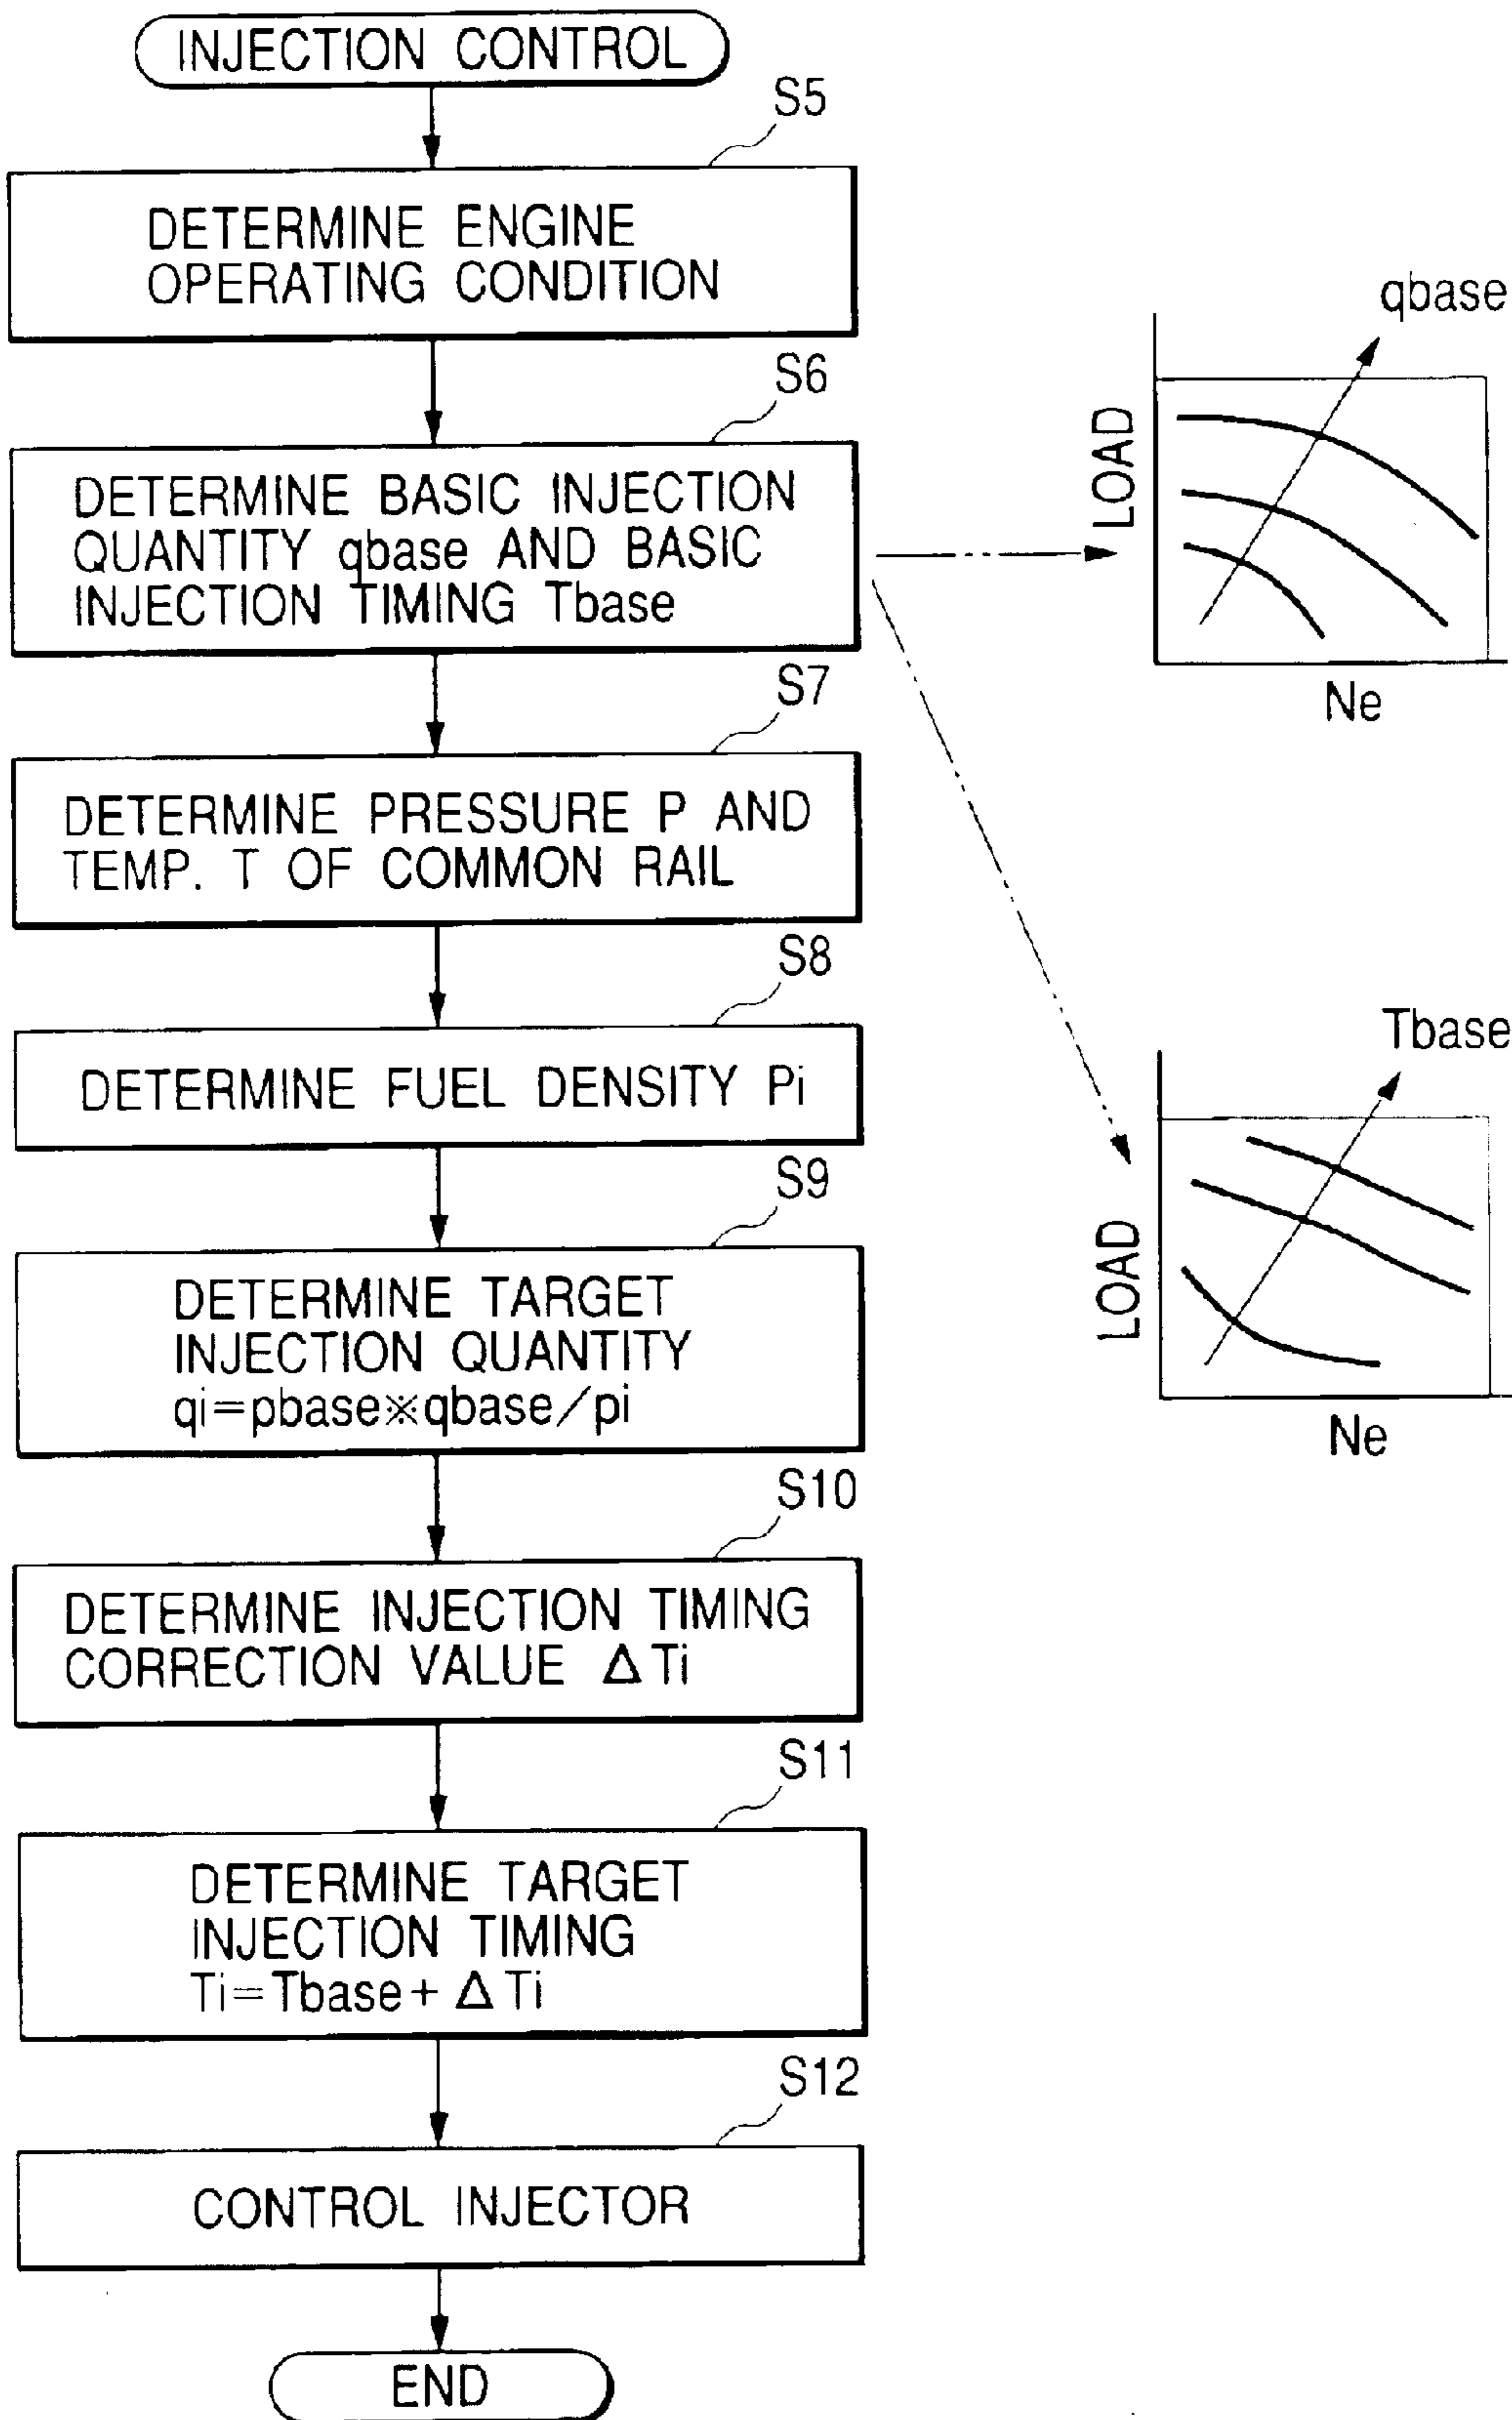 INJECTION CONTROL
S5
DETERMINE ENGINE
OPERATING CONDITION
S6
DETERMINE BASIC INJECTION
QUANTITY qbase AND BASIC
INJECTION TIMING Tbase
qbase
LOAD
Ne
S7
DETERMINE PRESSURE P AND
TEMP. T OF COMMON RAIL
S8
DETERMINE FUEL DENSITY Pi
Tbase
LOAD
Ne
S9
DETERMINE TARGET
INJECTION QUANTITY
qi=pbase※qbase/pi
S10
DETERMINE INJECTION TIMING
CORRECTION VALUE ΔTi
S11
DETERMINE TARGET
INJECTION TIMING
Ti=Tbase+ΔTi
S12
CONTROL INJECTOR
END